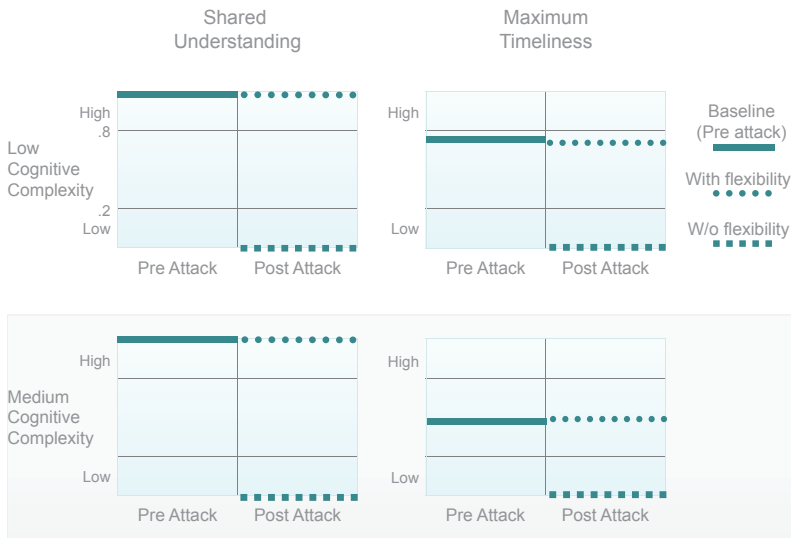 Shared
Understanding
Maximum
Timeliness
Low
Cognitive
Complexity
High
.8
.2
Low
Pre Attack
Post Attack
High
Low
Pre Attack
Post Attack
Baseline
(Pre attack)
With flexibility
W/o flexibility
Medium
Cognitive
Complexity
High
Low
Pre Attack
Post Attack
High
Low
Pre Attack
Post Attack